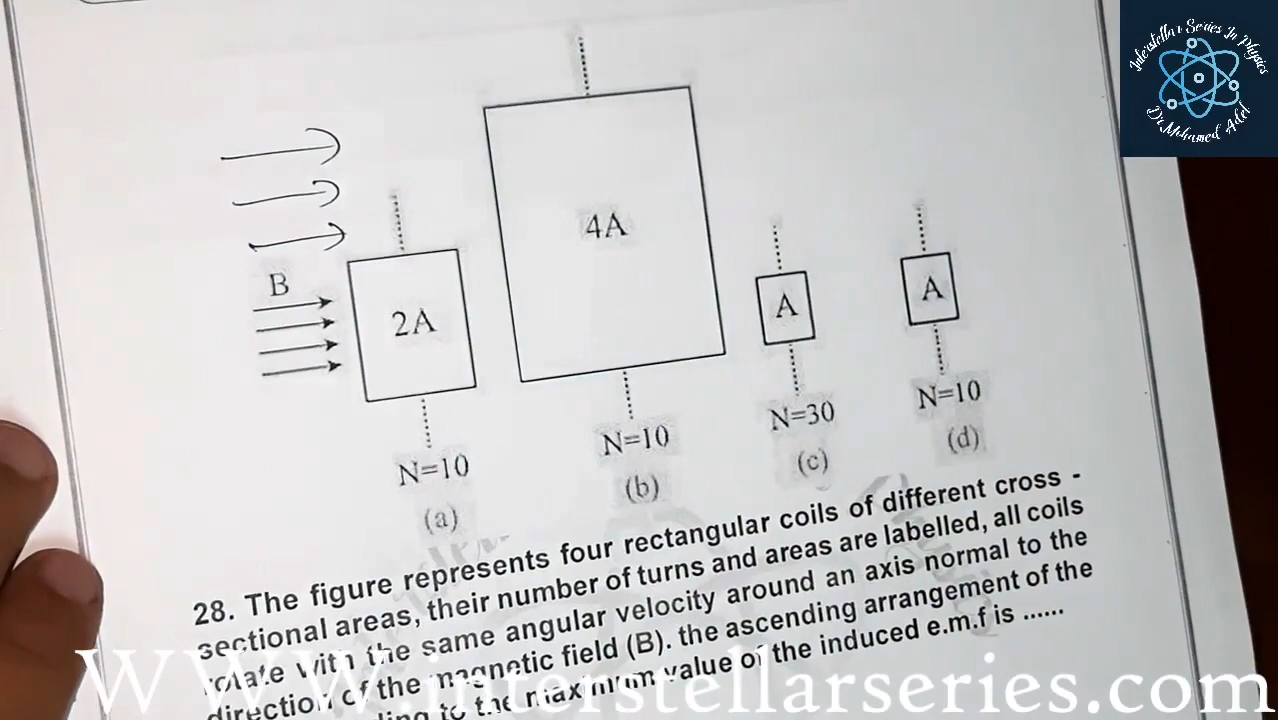 Interstellar Series In Physics
Dr.Mohamed Adel
B
2A
4A
A
A
N=10
N=10
N=30
N=10
(a)
(b)
(c)
(d)
28. The figure represents four rectangular coils of different cross -
sectional areas, their number of turns and areas are labelled, all coils
rotate with the same angular velocity around an axis normal to the
direction of the magnetic field (B). the ascending arrangement of the
to the maximum value of the induced e.m.f is ......
WWW.interstellarseries.com